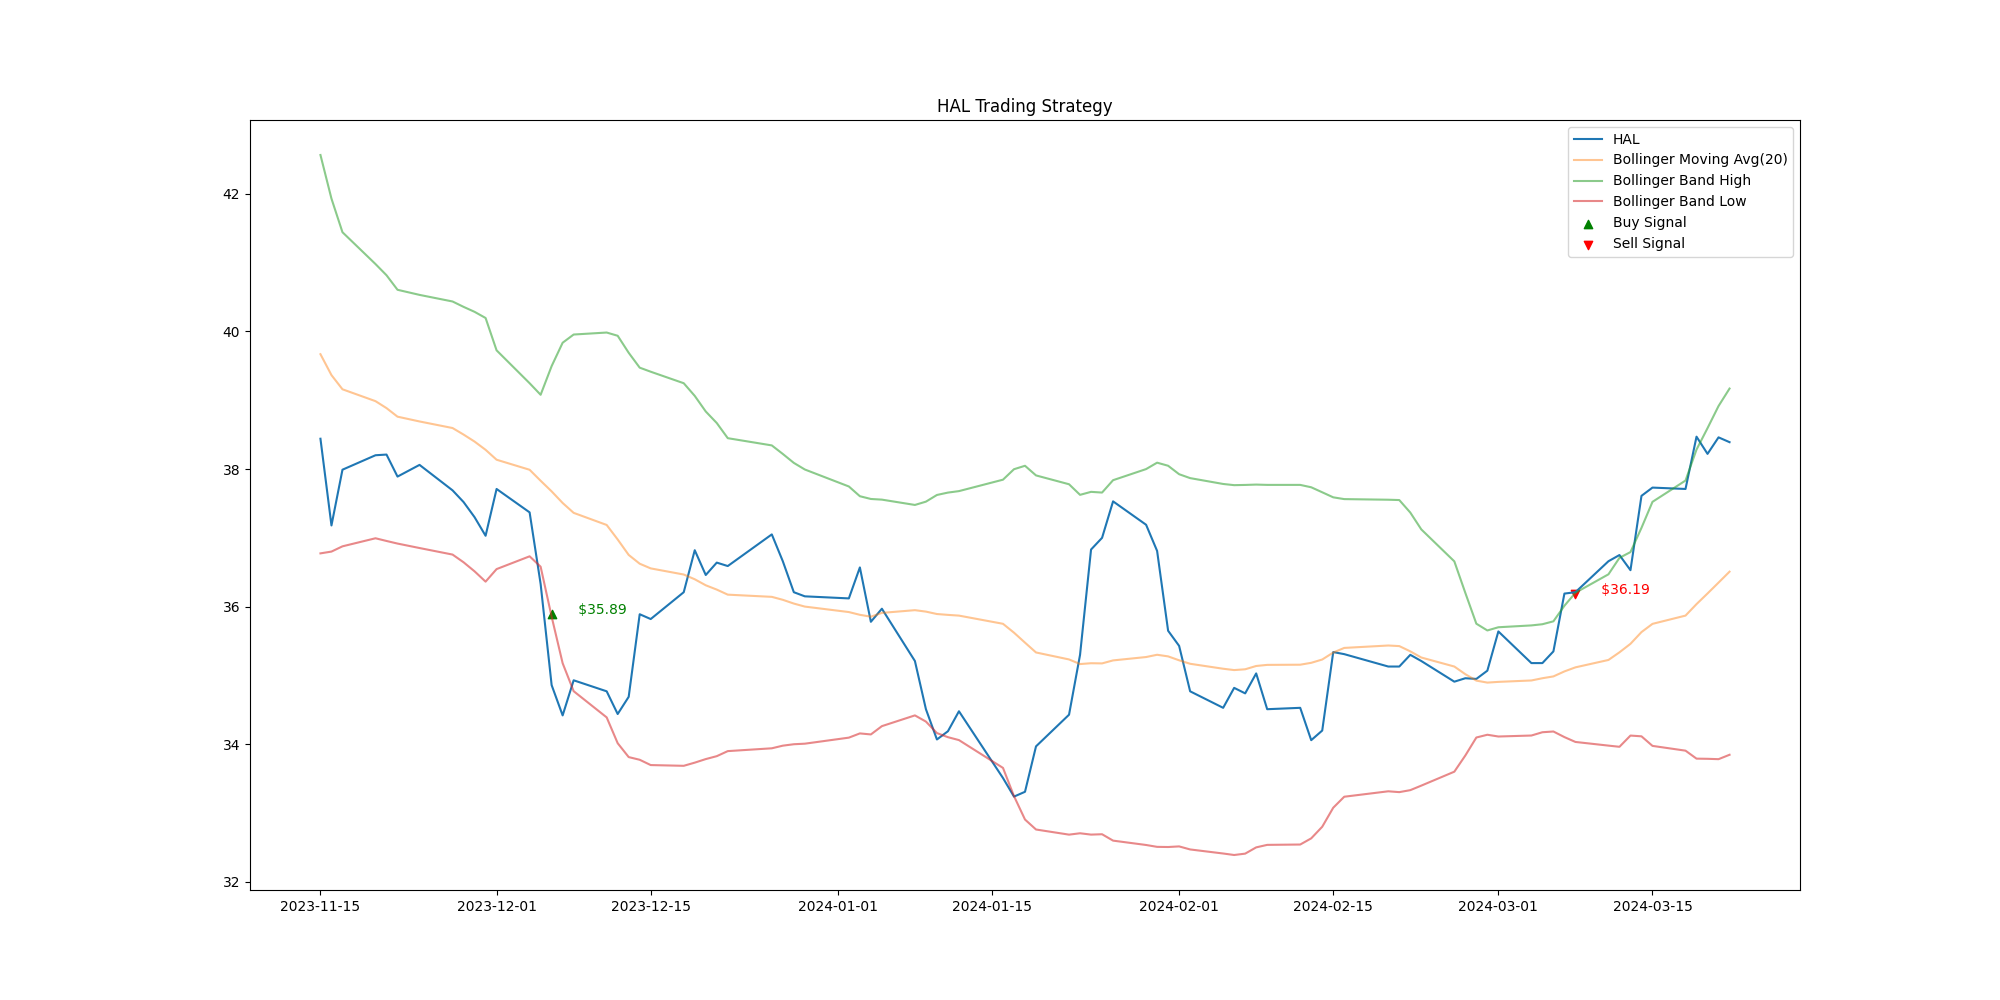 HAL Trading Strategy
HAL
Bollinger Moving Avg(20)
Bollinger Band High
Bollinger Band Low
Buy Signal
Sell Signal
42
40
38
36
34
32
$35.89
$36.19
2023-11-15
2023-12-01
2023-12-15
2024-01-01
2024-01-15
2024-02-01
2024-02-15
2024-03-01
2024-03-15